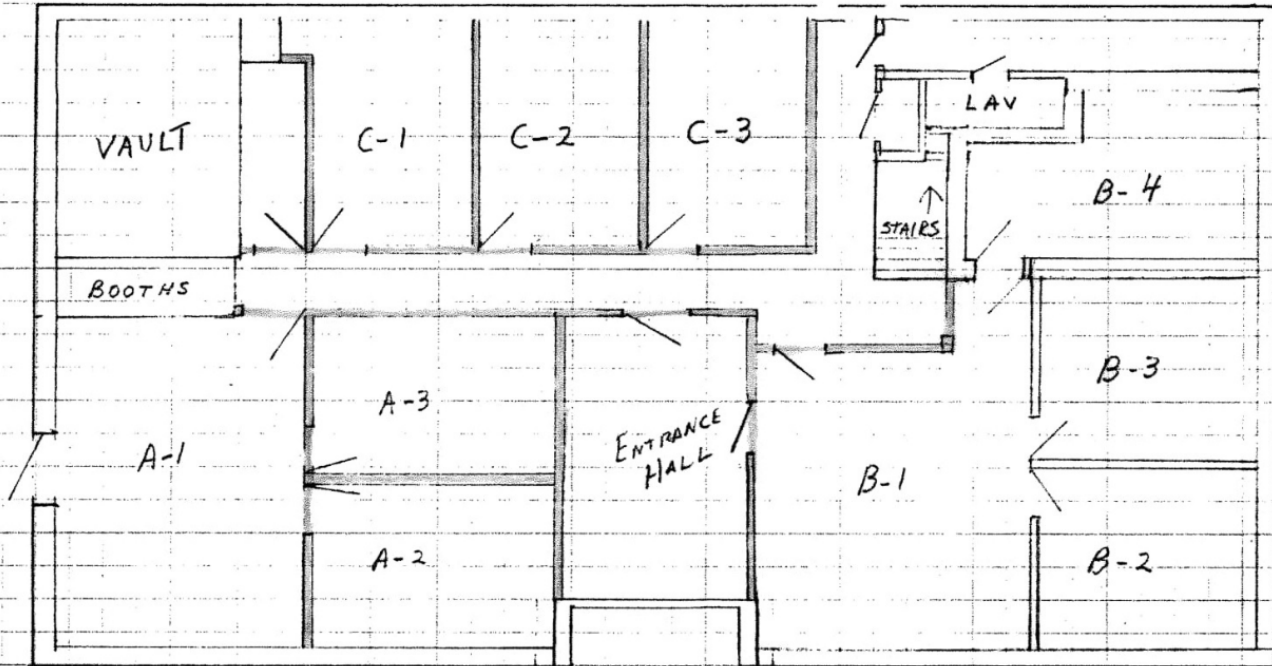 VAULT
C-1
C-2
C-3
LAV
B-4
STAIRS
BOOTHS
A-3
B-3
ENTRANCE
HALL
A-1
B-1
A-2
B-2